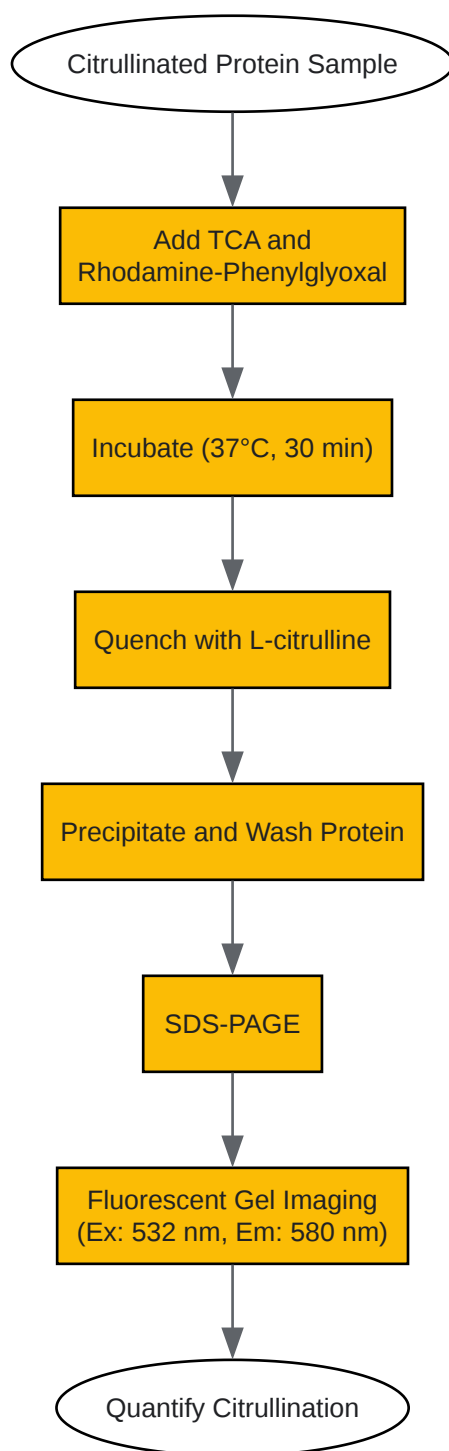 Citrullinated Protein Sample
Add TCA and
Rhodamine-Phenylglyoxal
Incubate (37°C, 30 min)
Quench with L-citrulline
Precipitate and Wash Protein
SDS-PAGE
Fluorescent Gel Imaging
(Ex: 532 nm, Em: 580 nm)
Quantify Citrullination